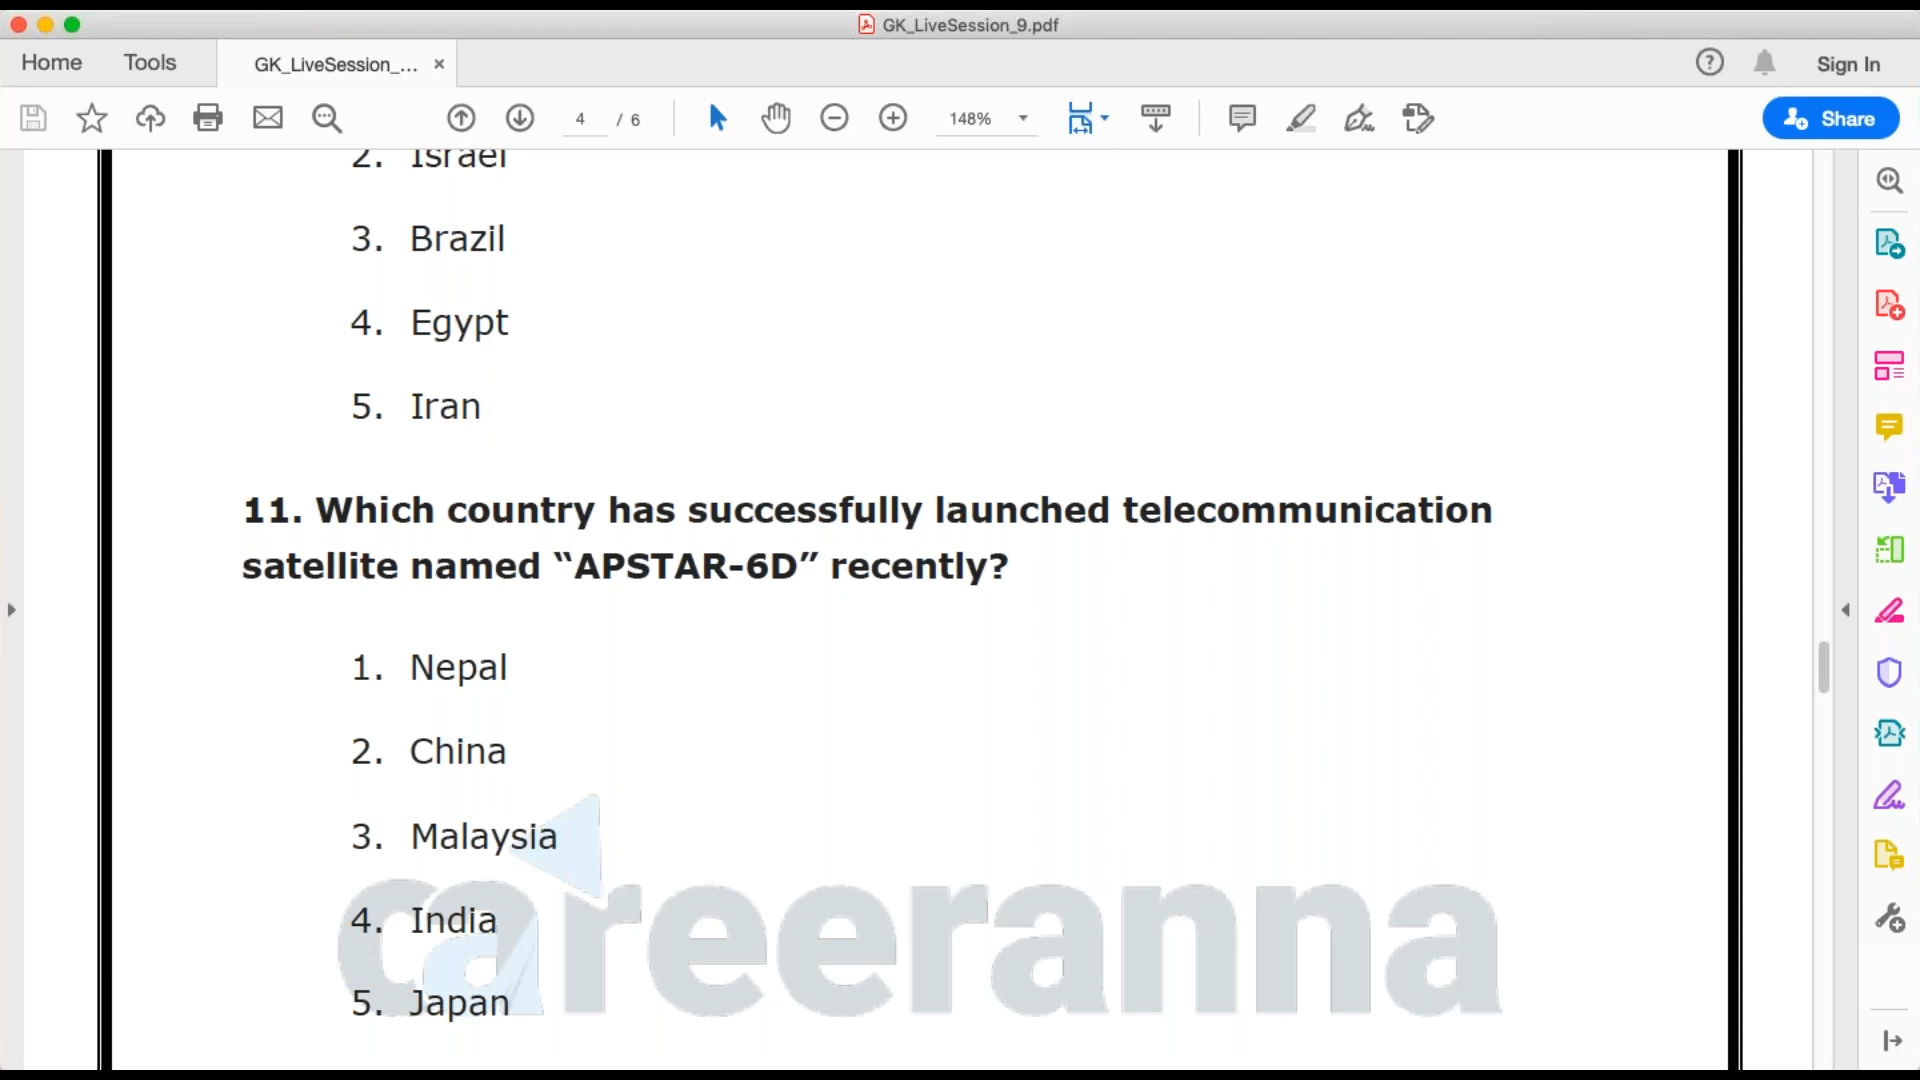 GK_LiveSession_9.pdf
Home Tools GK_LiveSession_... × Sign In
4 / 6 148% Share
2. Israel
3. Brazil
4. Egypt
5. Iran
11. Which country has successfully launched telecommunication
satellite named “APSTAR-6D” recently?
1. Nepal
2. China
3. Malaysia
4. India
5. Japan
careeranna